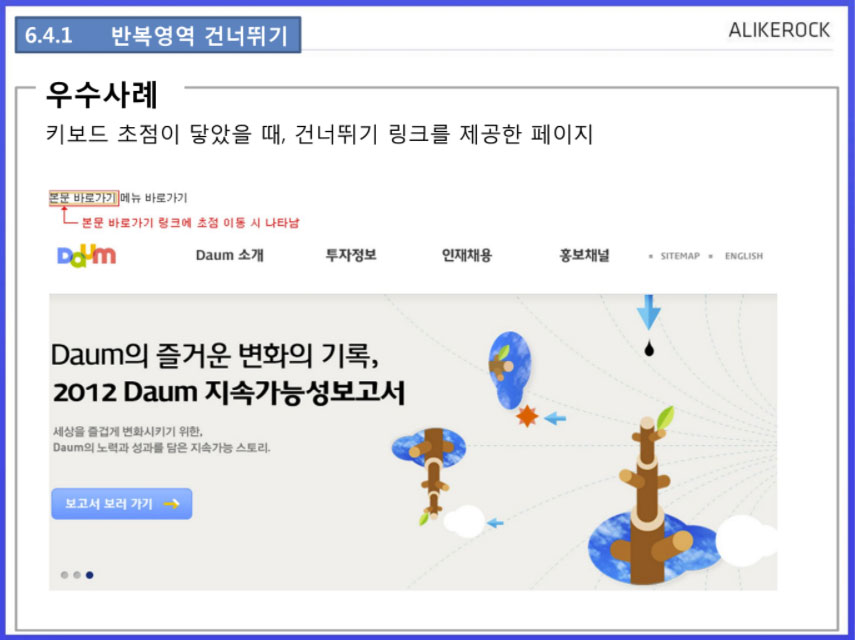 6.4.1 반복영역 건너뛰기
ALIKEROCK
우수사례
키보드 초점이 닿았을 때, 건너뛰기 링크를 제공한 페이지
본문 바로가기 메뉴 바로가기
본문 바로가기 링크에 초점 이동 시 나타남
Daum Daum 소개 투자정보 인재채용 홍보채널 SITEMAP ENGLISH
Daum의 즐거운 변화의 기록,
2012 Daum 지속가능성보고서
세상을 즐겁게 변화시키기 위한,
Daum의 노력과 성과를 담은 지속가능 스토리.
보고서 보러 가기